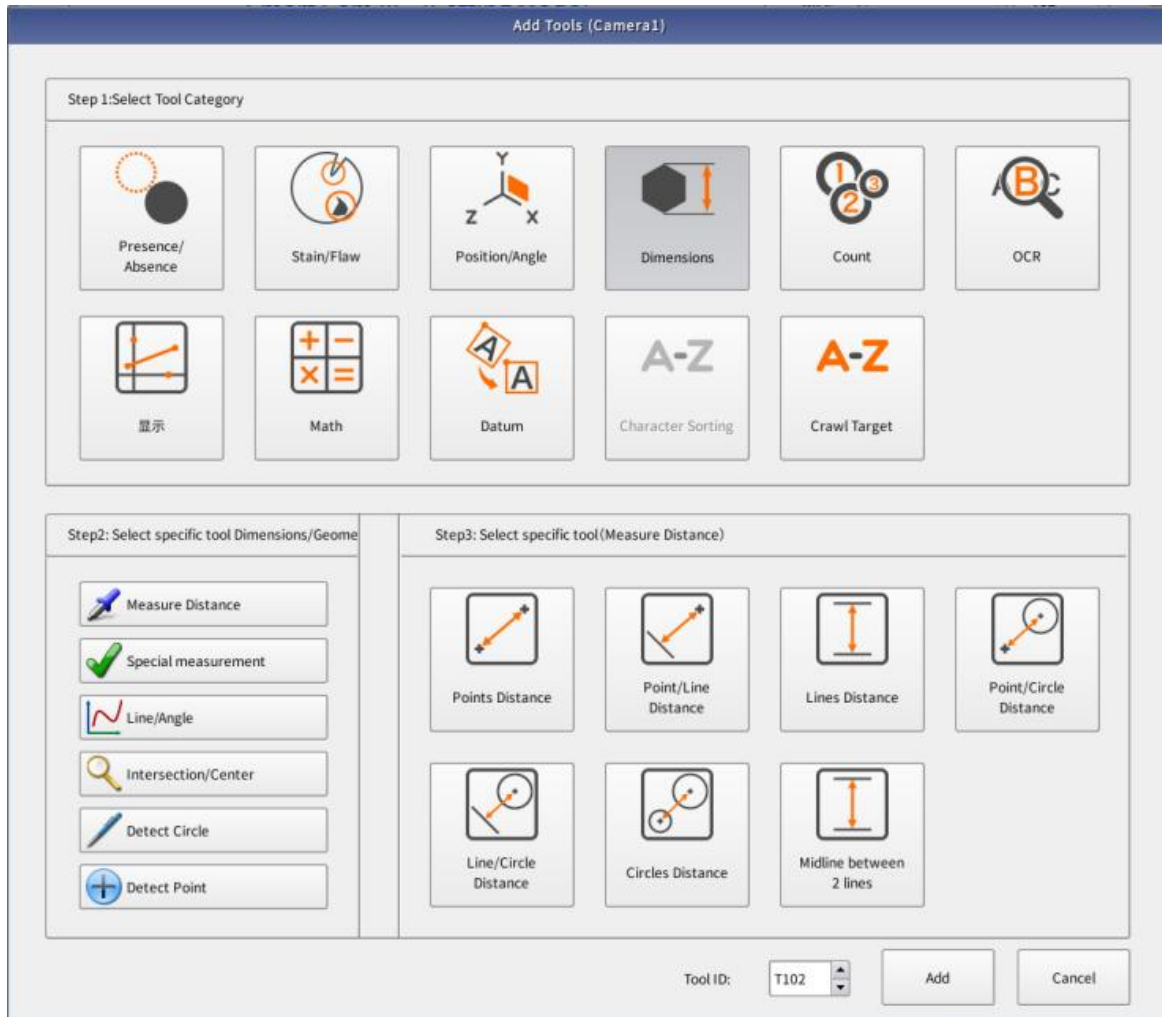 Add Tools (Camera1)
Step 1:Select Tool Category
Presence/
Absence
Stain/Flaw
Y
Z
X
Position/Angle
Dimensions
1
2
3
Count
ABC
OCR
显示
+ −
× =
Math
A
A
Datum
A-Z
Character Sorting
A-Z
Crawl Target
Step2: Select specific tool Dimensions/Geome
Measure Distance
Special measurement
Line/Angle
Intersection/Center
Detect Circle
Detect Point
Step3: Select specific tool(Measure Distance)
Points Distance
Point/Line
Distance
Lines Distance
Point/Circle
Distance
Line/Circle
Distance
Circles Distance
Midline between
2 lines
Tool ID:
T102
Add
Cancel